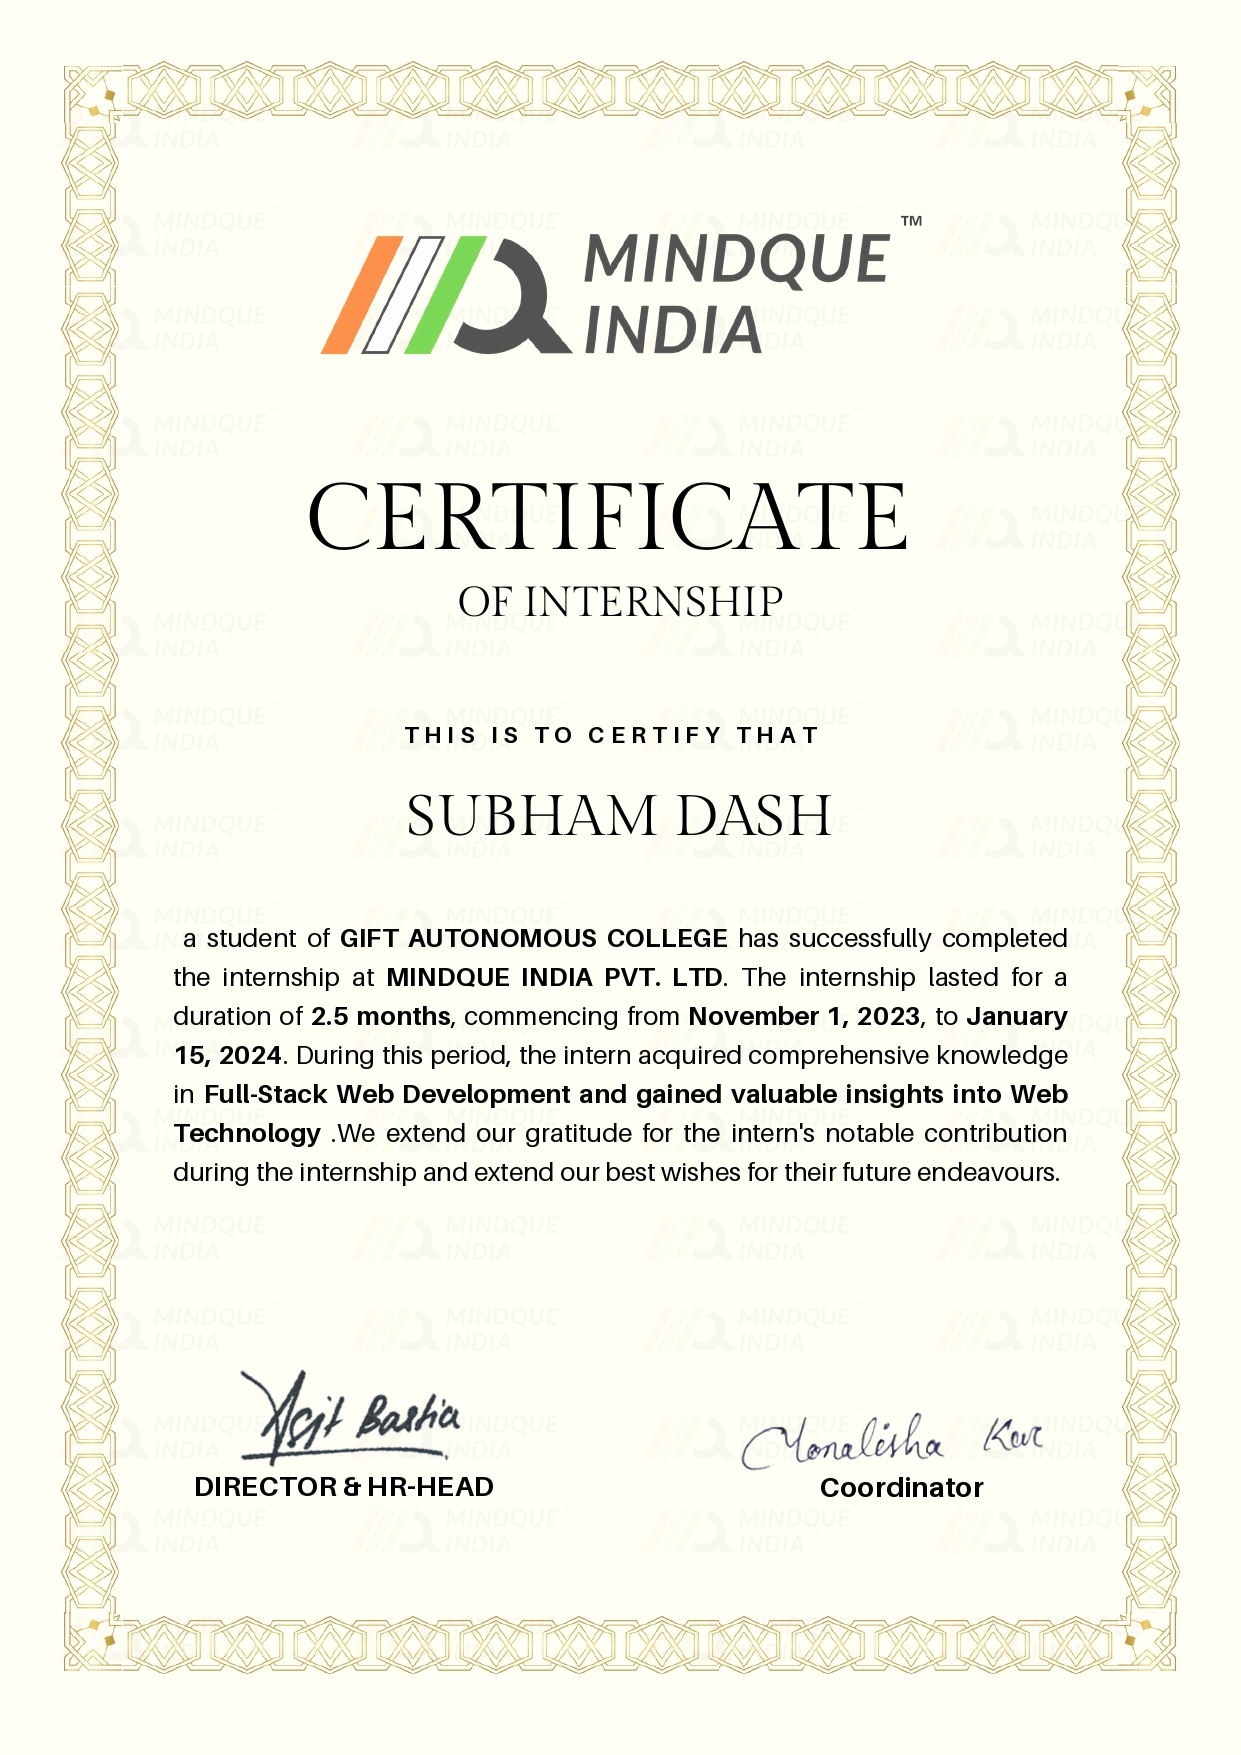 MINDQUE ™
INDIA
CERTIFICATE
OF INTERNSHIP
THIS IS TO CERTIFY THAT
SUBHAM DASH
a student of GIFT AUTONOMOUS COLLEGE has successfully completed
the internship at MINDQUE INDIA PVT. LTD. The internship lasted for a
duration of 2.5 months, commencing from November 1, 2023, to January
15, 2024. During this period, the intern acquired comprehensive knowledge
in Full-Stack Web Development and gained valuable insights into Web
Technology .We extend our gratitude for the intern's notable contribution
during the internship and extend our best wishes for their future endeavours.
Ajit Bastia
Monalisha Kar
DIRECTOR & HR-HEAD
Coordinator